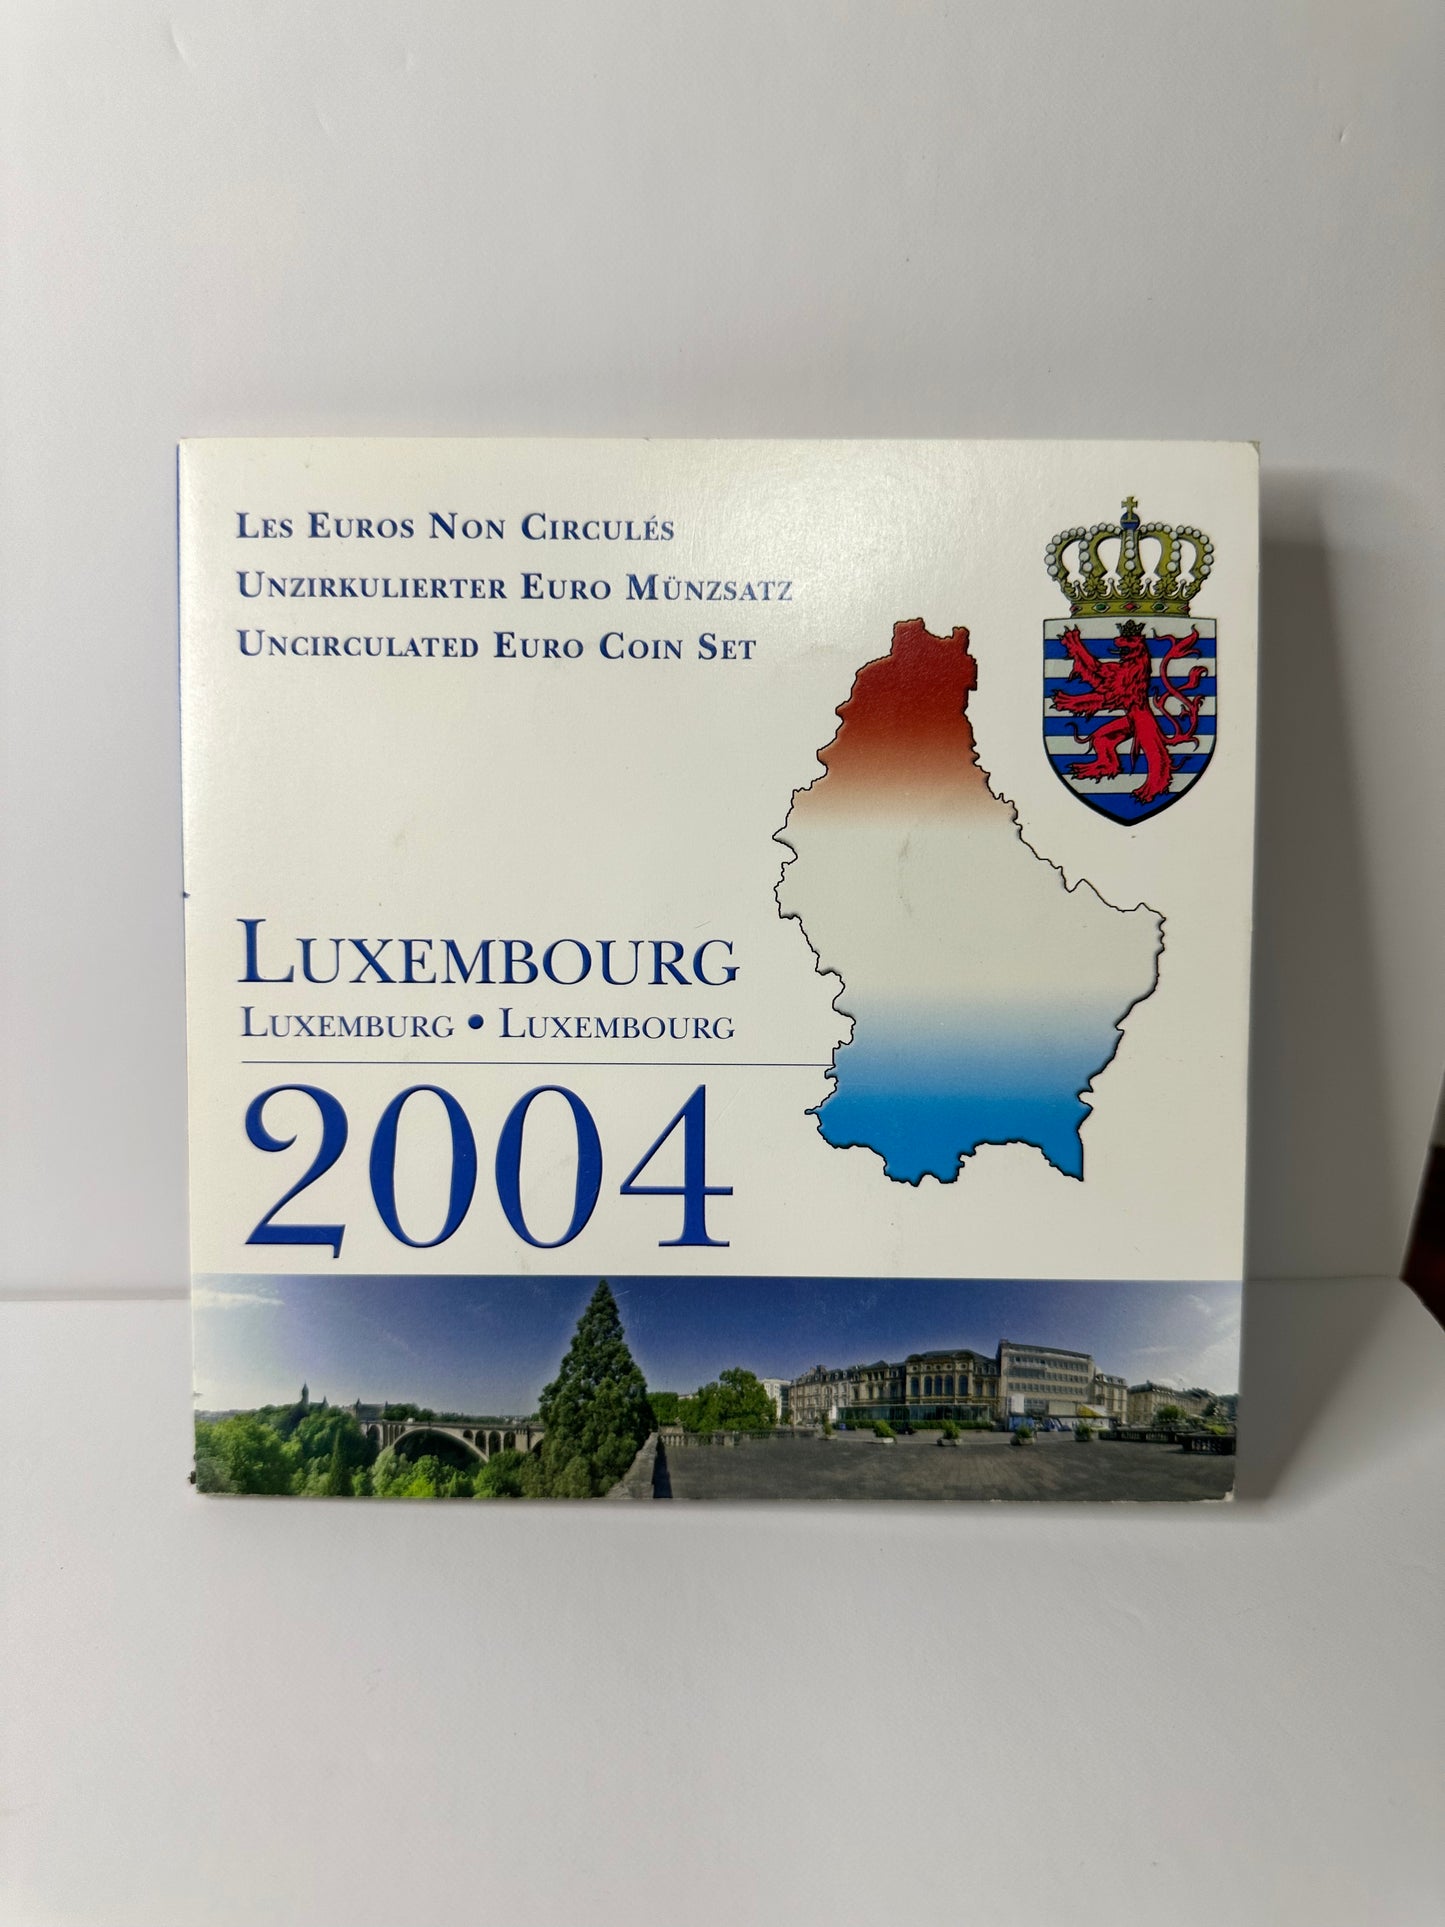 Les Euros Non Circulés
Unzirkulierter Euro Münzsatz
Uncirculated Euro Coin Set
Luxembourg
Luxemburg • Luxembourg
2004